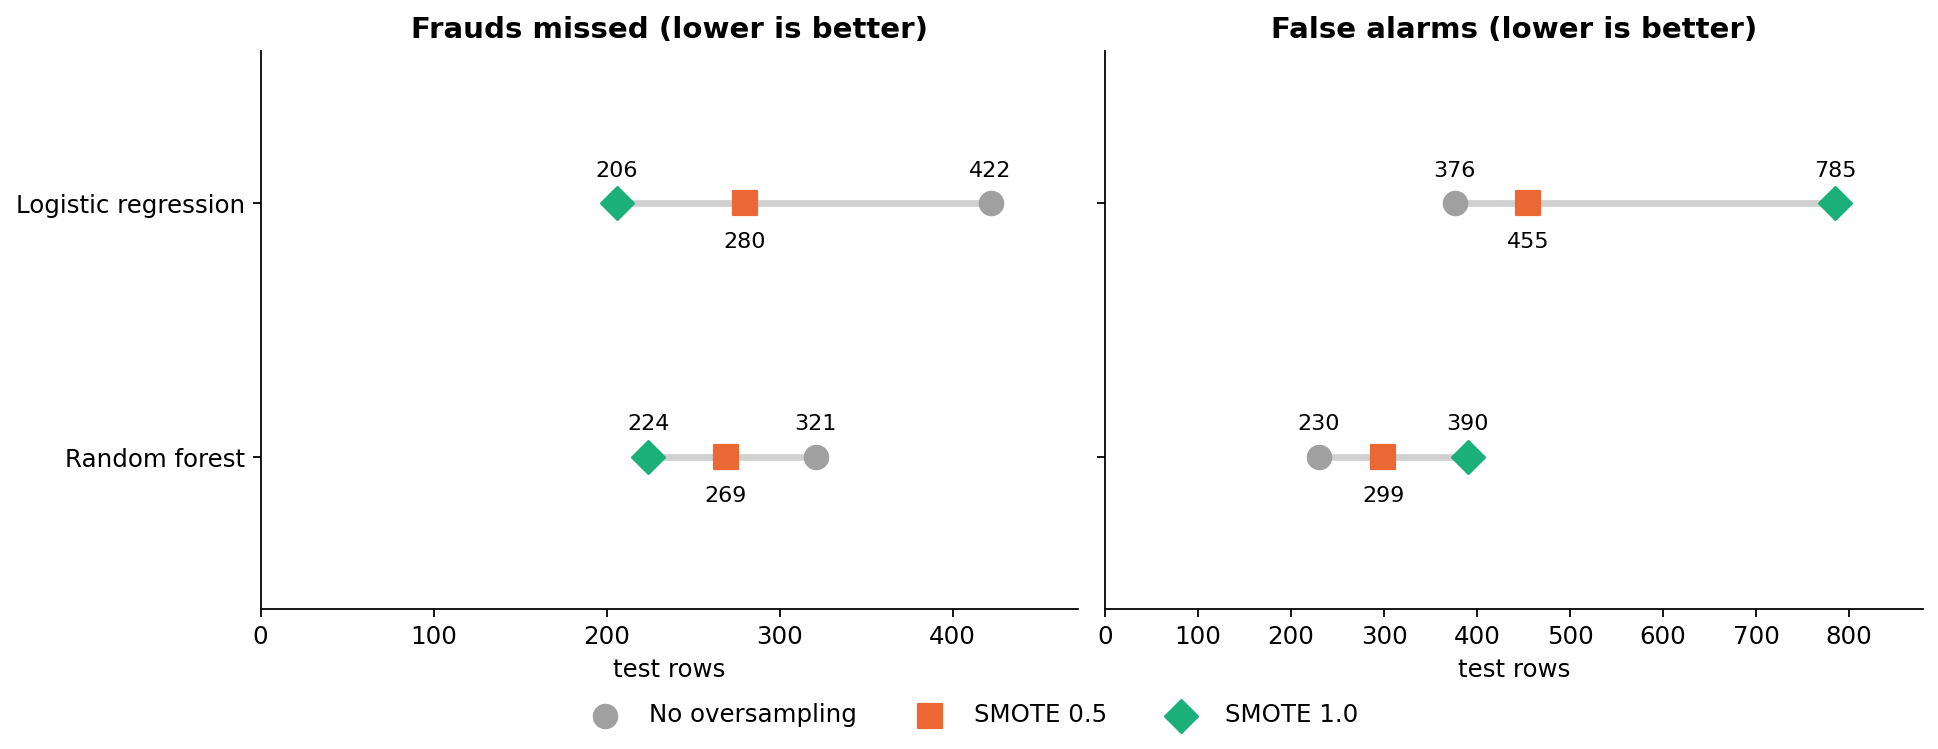 Frauds missed (lower is better)
False alarms (lower is better)
206
422
376
785
Logistic regression
280
455
224
321
230
390
Random forest
269
299
0 100 200 300 400
0 100 200 300 400 500 600 700 800
test rows
test rows
No oversampling
SMOTE 0.5
SMOTE 1.0